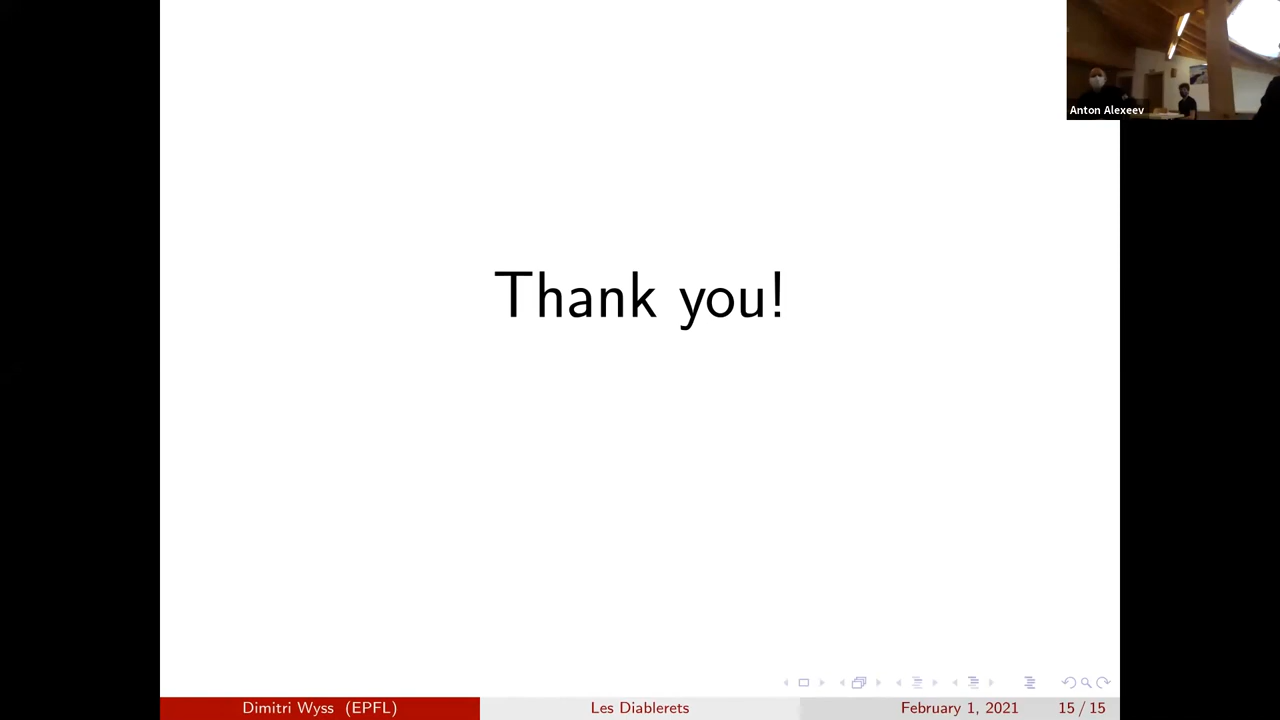 Anton Alexeev
Thank you!
Dimitri Wyss (EPFL) Les Diablerets February 1, 2021 15 / 15